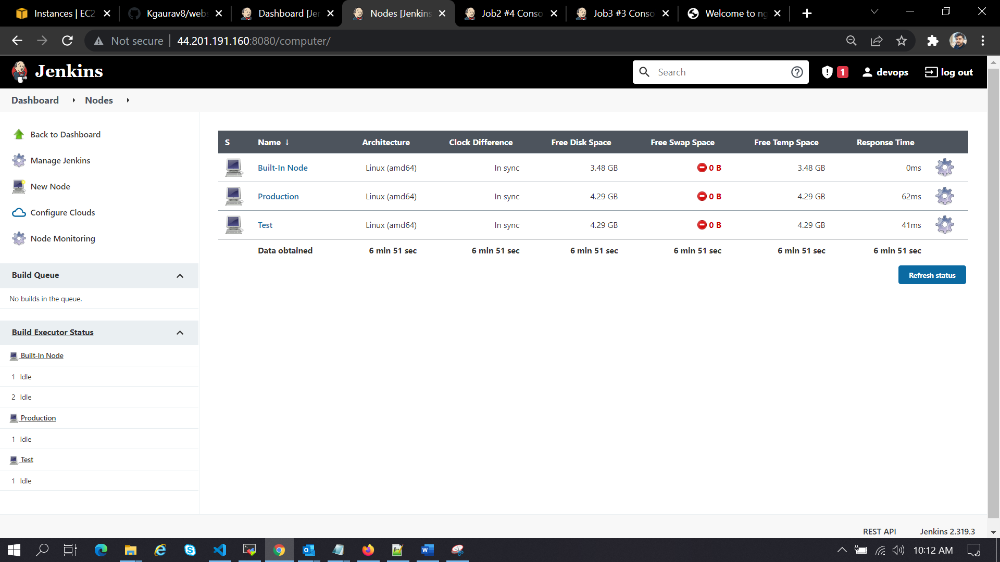 Instances | EC2
Kgaurav8/webs
Dashboard [Jen
Nodes [Jenkins
Job2 #4 Conso
Job3 #3 Conso
Welcome to ng
Not secure 44.201.191.160:8080/computer/
Jenkins
Search
1
devops
log out
Dashboard Nodes
Back to Dashboard
Manage Jenkins
New Node
Configure Clouds
Node Monitoring
Build Queue
No builds in the queue.
Build Executor Status
Built-In Node
1 Idle
2 Idle
Production
1 Idle
Test
1 Idle
S Name ↓ Architecture Clock Difference Free Disk Space Free Swap Space Free Temp Space Response Time
Built-In Node Linux (amd64) In sync 3.48 GB 0 B 3.48 GB 0ms
Production Linux (amd64) In sync 4.29 GB 0 B 4.29 GB 62ms
Test Linux (amd64) In sync 4.29 GB 0 B 4.29 GB 41ms
Data obtained 6 min 51 sec 6 min 51 sec 6 min 51 sec 6 min 51 sec 6 min 51 sec 6 min 51 sec
Refresh status
REST API Jenkins 2.319.3
10:12 AM